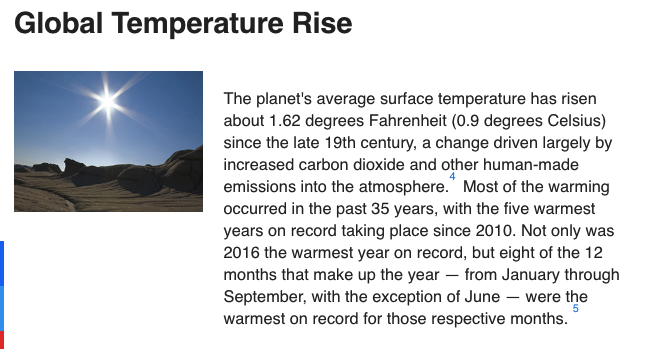 Global Temperature Rise
The planet's average surface temperature has risen
about 1.62 degrees Fahrenheit (0.9 degrees Celsius)
since the late 19th century, a change driven largely by
increased carbon dioxide and other human-made
emissions into the atmosphere.4 Most of the warming
occurred in the past 35 years, with the five warmest
years on record taking place since 2010. Not only was
2016 the warmest year on record, but eight of the 12
months that make up the year — from January through
September, with the exception of June — were the
warmest on record for those respective months. 5